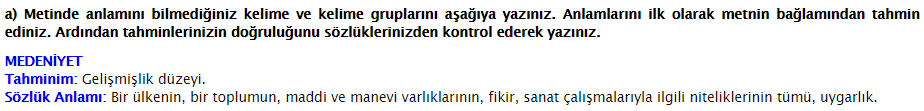 a) Metinde anlamını bilmediğiniz kelime ve kelime gruplarını aşağıya yazınız. Anlamlarını ilk olarak metnin bağlamından tahmin
ediniz. Ardından tahminlerinizin doğruluğunu sözlüklerinizden kontrol ederek yazınız.
MEDENİYET
Tahminim: Gelişmişlik düzeyi.
Sözlük Anlamı: Bir ülkenin, bir toplumun, maddi ve manevi varlıklarının, fikir, sanat çalışmalarıyla ilgili niteliklerinin tümü, uygarlık.